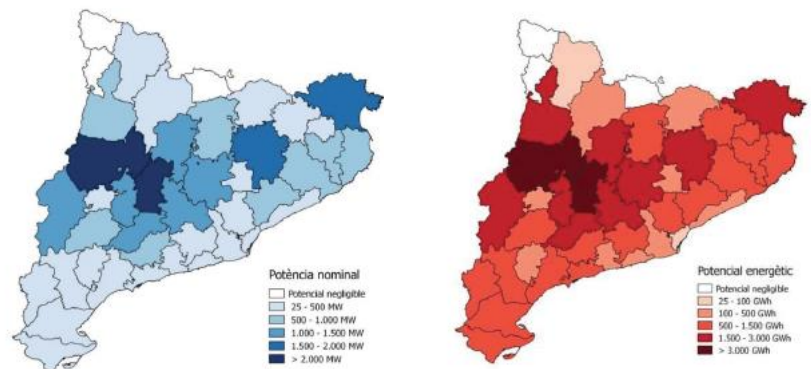 Potència nominal
Potencial negligible
25 - 500 MW
500 - 1.000 MW
1.000 - 1.500 MW
1.500 - 2.000 MW
> 2.000 MW
Potencial energètic
Potencial negligible
25 - 100 GWh
100 - 500 GWh
500 - 1.500 GWh
1.500 - 3.000 GWh
> 3.000 GWh